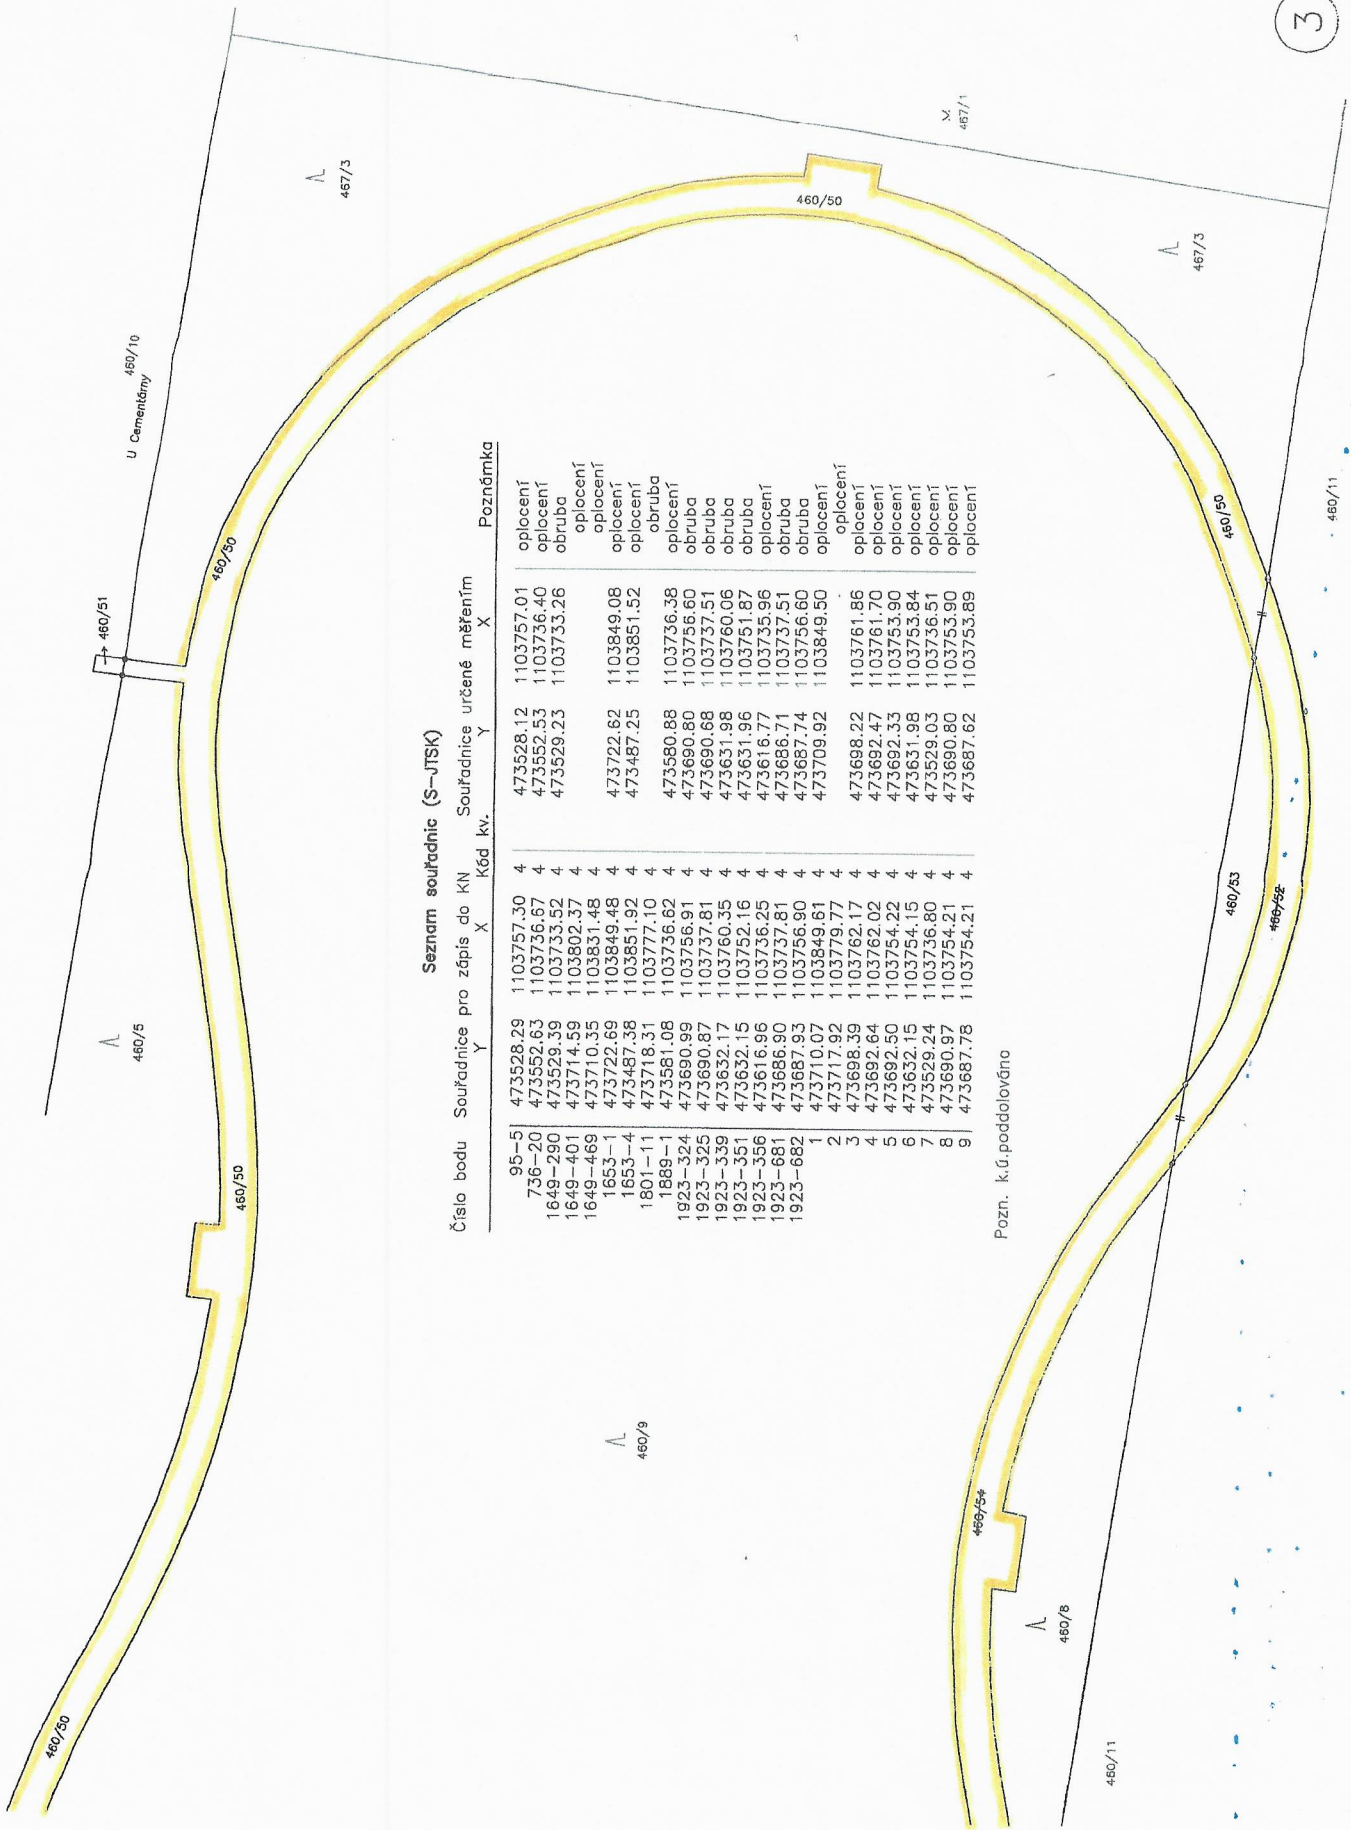 3
U Cementárny
460/10
460/51
467/3
467/1
460/50
460/50
467/3
460/50
460/11
460/5
460/50
460/53
460/52
460/9
460/54
460/8
460/11
460/50
Seznam souřadnic (S-JTSK)
Číslo bodu Souřadnice pro zápis do KN Souřadnice určené měřením
Y X Kód kv. Y X Poznámka
95-5 473528.29 1103757.30 4 473528.12 1103757.01 oplocení
736-20 473552.63 1103736.67 4 473552.53 1103736.40 oplocení
1649-290 473529.39 1103733.52 4 473529.23 1103733.26 obruba
1649-401 473714.59 1103802.37 4 oplocení
1649-469 473710.35 1103831.48 4 oplocení
1653-1 473722.69 1103849.48 4 473722.62 1103849.08 oplocení
1653-4 473487.38 1103851.92 4 473487.25 1103851.52 oplocení
1801-11 473718.31 1103777.10 4 obruba
1889-1 473581.08 1103736.62 4 473580.88 1103736.38 oplocení
1923-324 473690.99 1103756.91 4 473690.80 1103756.60 obruba
1923-325 473690.87 1103737.81 4 473690.68 1103737.51 obruba
1923-339 473632.17 1103760.35 4 473631.98 1103760.06 obruba
1923-351 473632.15 1103752.16 4 473631.96 1103751.87 obruba
1923-356 473616.96 1103736.25 4 473616.77 1103735.96 oplocení
1923-681 473686.90 1103737.81 4 473686.71 1103737.51 obruba
1923-682 473687.93 1103756.90 4 473687.74 1103756.60 obruba
1 473710.07 1103849.61 4 473709.92 1103849.50 oplocení
2 473717.92 1103779.77 4 oplocení
3 473698.39 1103762.17 4 473698.22 1103761.86 oplocení
4 473692.64 1103762.02 4 473692.47 1103761.70 oplocení
5 473692.50 1103754.22 4 473692.33 1103753.90 oplocení
6 473632.15 1103754.15 4 473631.98 1103753.84 oplocení
7 473529.24 1103736.80 4 473529.03 1103736.51 oplocení
8 473690.97 1103754.21 4 473690.80 1103753.90 oplocení
9 473687.78 1103754.21 4 473687.62 1103753.89 oplocení
Pozn. k.ú.poddolováno